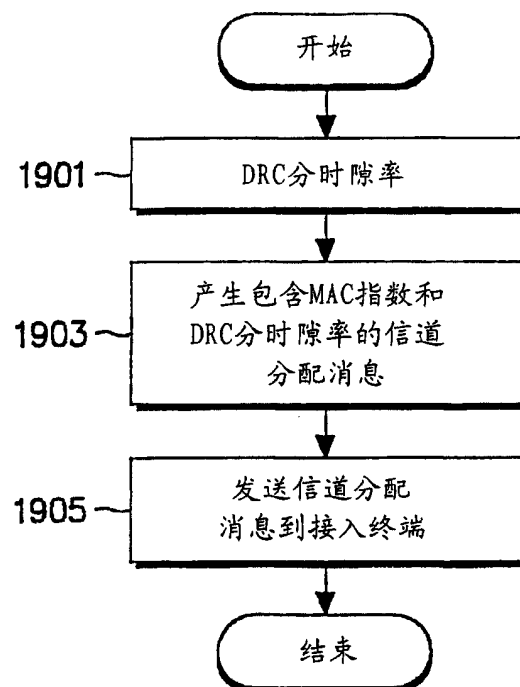 开始
1901
DRC分时隙率
1903
产生包含MAC指数和
DRC分时隙率的信道
分配消息
1905
发送信道分配
消息到接入终端
结束